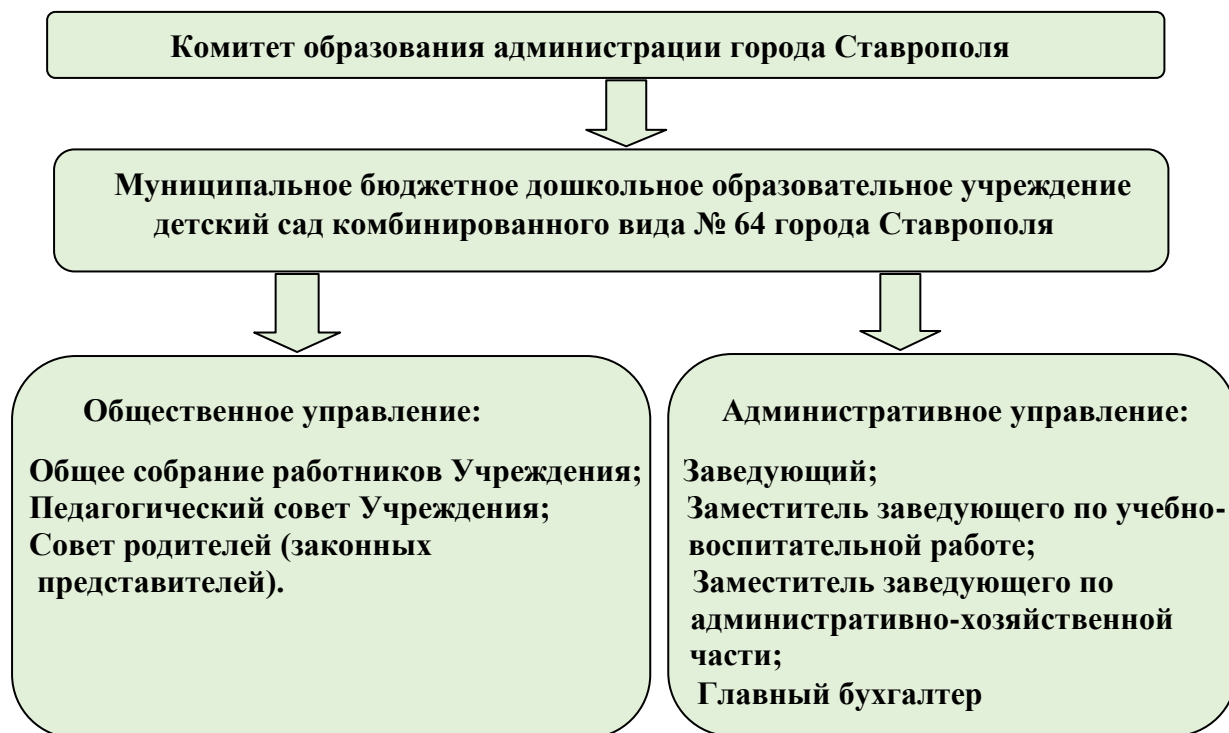 Комитет образования администрации города Ставрополя
Муниципальное бюджетное дошкольное образовательное учреждение
детский сад комбинированного вида № 64 города Ставрополя
Общественное управление:
Общее собрание работников Учреждения;
Педагогический совет Учреждения;
Совет родителей (законных
представителей).
Административное управление:
Заведующий;
Заместитель заведующего по учебно-
воспитательной работе;
Заместитель заведующего по
административно-хозяйственной
части;
Главный бухгалтер